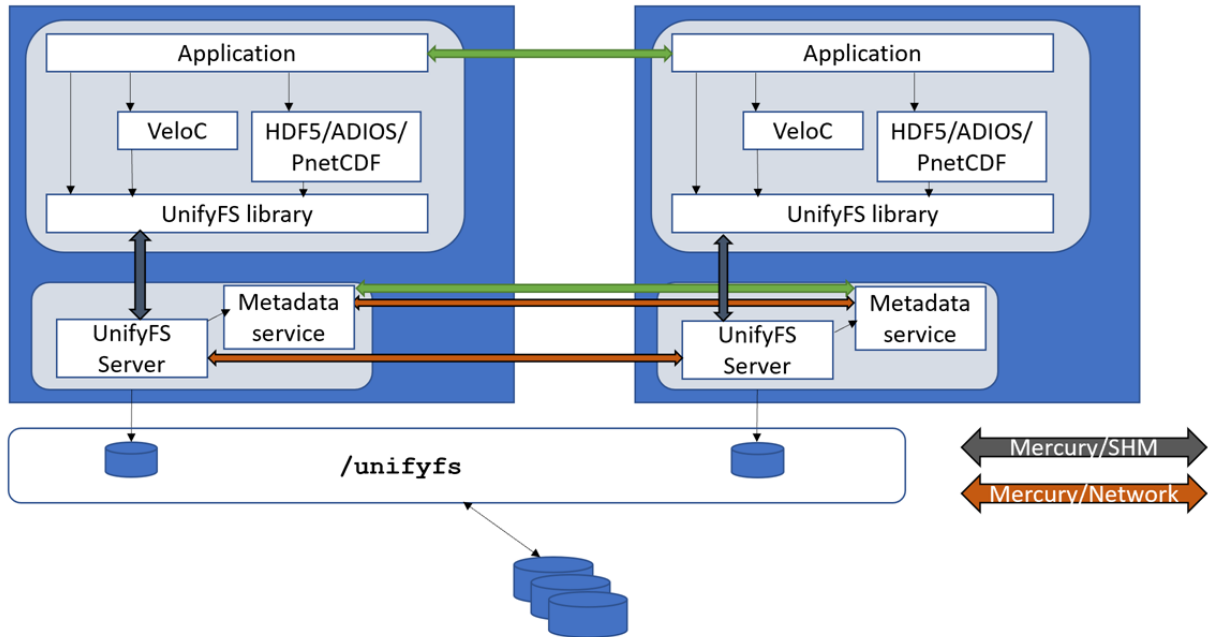 Application
VeloC
HDF5/ADIOS/
PnetCDF
UnifyFS library
Metadata
service
UnifyFS
Server
Application
VeloC
HDF5/ADIOS/
PnetCDF
UnifyFS library
Metadata
service
UnifyFS
Server
/unifyfs
Mercury/SHM
Mercury/Network